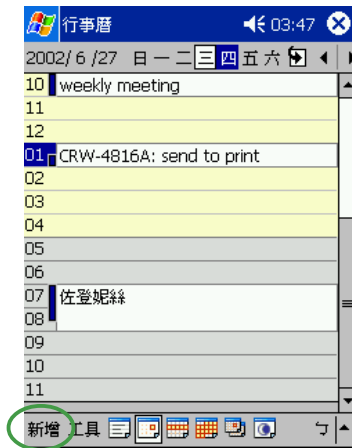 行事曆 03:47
2002/ 6 /27 日 一 二 三 四 五 六
10 weekly meeting
11
12
01 CRW-4816A: send to print
02
03
04
05
06
07 佐登妮絲
08
09
10
11
新增 工具 ㄅ